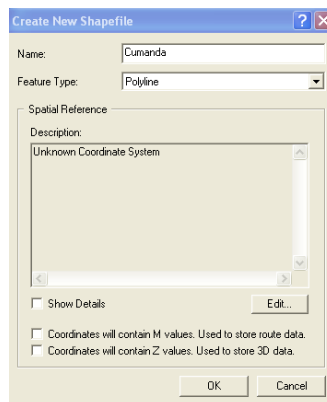 Create New Shapefile
Name: Cumanda
Feature Type: Polyline
Spatial Reference
Description:
Unknown Coordinate System
Show Details Edit...
Coordinates will contain M values. Used to store route data.
Coordinates will contain Z values. Used to store 3D data.
OK Cancel